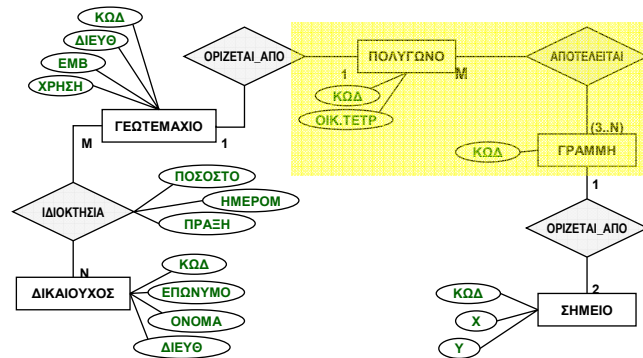 ΚΩΔ
ΔΙΕΥΘ
ΕΜΒ
ΧΡΗΣΗ
ΓΕΩΤΕΜΑΧΙΟ
ΟΡΙΖΕΤΑΙ_ΑΠΟ
1
1
ΠΟΛΥΓΩΝΟ
ΚΩΔ
ΟΙΚ.ΤΕΤΡ
M
ΑΠΟΤΕΛΕΙΤΑΙ
(3..N)
ΚΩΔ
ΓΡΑΜΜΗ
1
ΟΡΙΖΕΤΑΙ_ΑΠΟ
2
ΚΩΔ
X
Y
ΣΗΜΕΙΟ
M
ΙΔΙΟΚΤΗΣΙΑ
ΠΟΣΟΣΤΟ
ΗΜΕΡΟΜ
ΠΡΑΞΗ
N
ΔΙΚΑΙΟΥΧΟΣ
ΚΩΔ
ΕΠΩΝΥΜΟ
ΟΝΟΜΑ
ΔΙΕΥΘ